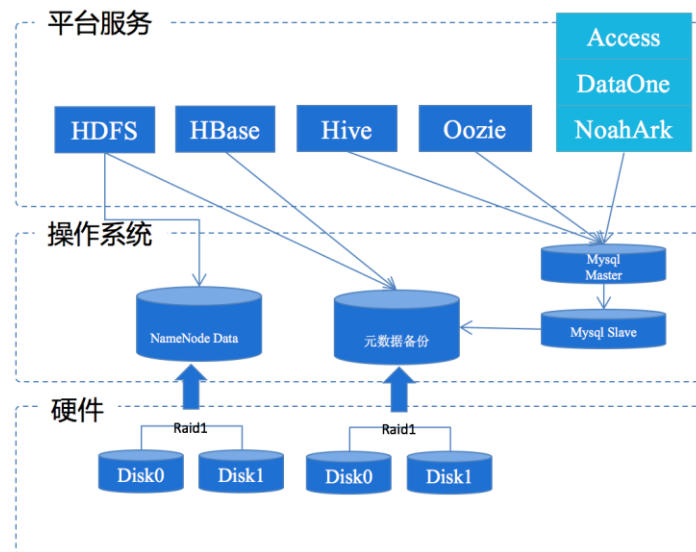 平台服务
Access
DataOne
NoahArk
HDFS
HBase
Hive
Oozie
操作系统
Mysql
Master
NameNode Data
元数据备份
Mysql Slave
硬件
Raid1
Raid1
Disk0
Disk1
Disk0
Disk1